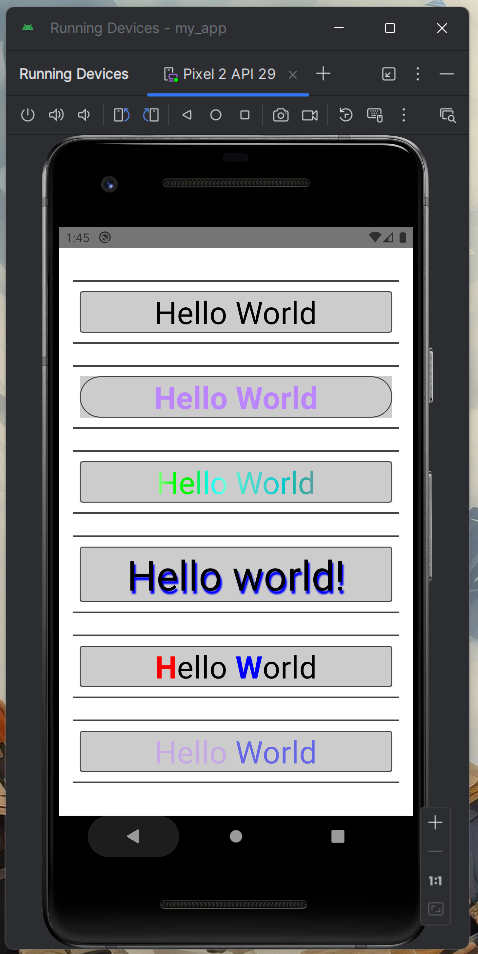 Running Devices - my_app
Running Devices
Pixel 2 API 29
1:45
Hello World
Hello World
Hello World
Hello world!
Hello World
Hello World
1:1